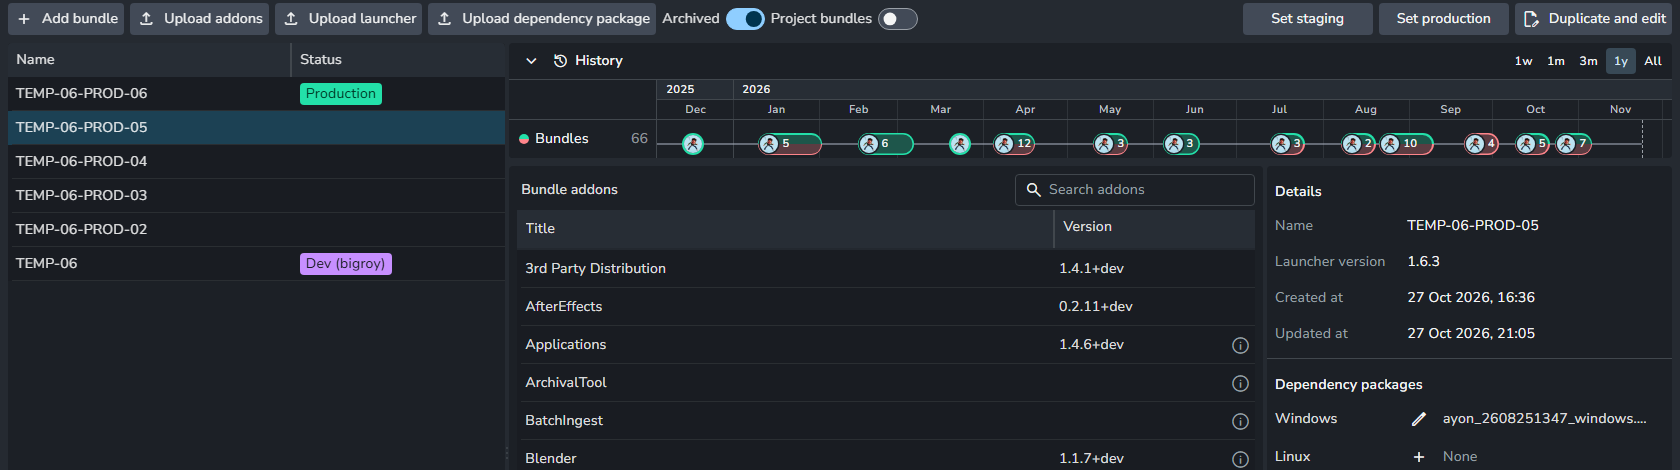 Add bundle Upload addons Upload launcher Upload dependency package Archived Project bundles Set staging Set production Duplicate and edit
Name Status
TEMP-06-PROD-06 Production
TEMP-06-PROD-05
TEMP-06-PROD-04
TEMP-06-PROD-03
TEMP-06-PROD-02
TEMP-06 Dev (bigroy)
History 1w 1m 3m 1y All
2025 2026
Dec Jan Feb Mar Apr May Jun Jul Aug Sep Oct Nov
Bundles 66 5 6 12 3 3 3 2 10 4 5 7
Bundle addons Search addons
Title Version
3rd Party Distribution 1.4.1+dev
AfterEffects 0.2.11+dev
Applications 1.4.6+dev
ArchivalTool
BatchIngest
Blender 1.1.7+dev
Details
Name TEMP-06-PROD-05
Launcher version 1.6.3
Created at 27 Oct 2026, 16:36
Updated at 27 Oct 2026, 21:05
Dependency packages
Windows ayon_2608251347_windows....
Linux None